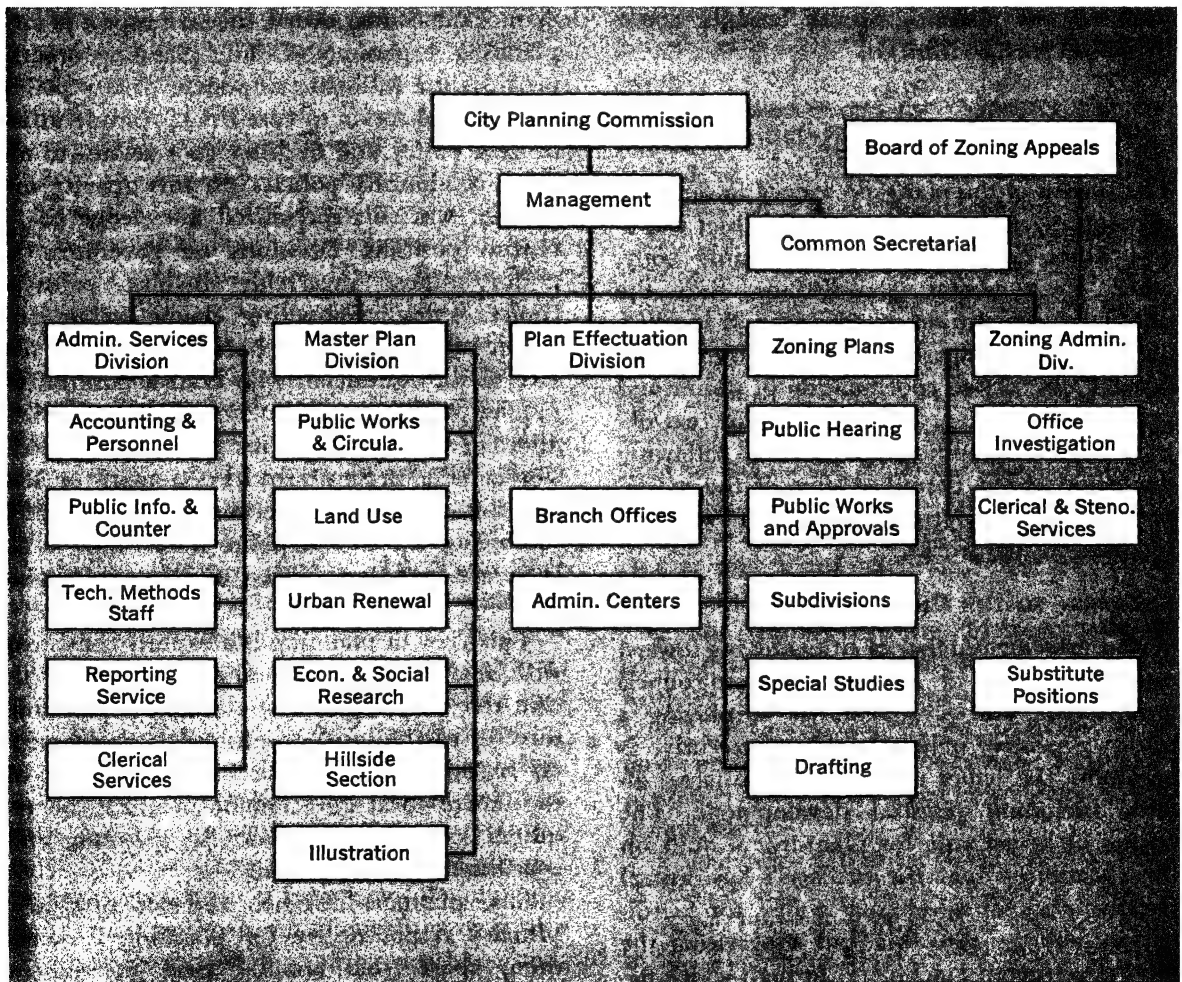 City Planning Commission
Board of Zoning Appeals
Management
Common Secretarial
Admin. Services
Division
Master Plan
Division
Plan Effectuation
Division
Zoning Plans
Zoning Admin.
Div.
Accounting &
Personnel
Public Works
& Circula.
Public Hearing
Office
Investigation
Public Info. &
Counter
Land Use
Branch Offices
Public Works
and Approvals
Clerical & Steno.
Services
Tech. Methods
Staff
Urban Renewal
Admin. Centers
Subdivisions
Reporting
Service
Econ. & Social
Research
Special Studies
Substitute
Positions
Clerical
Services
Hillside
Section
Drafting
Illustration